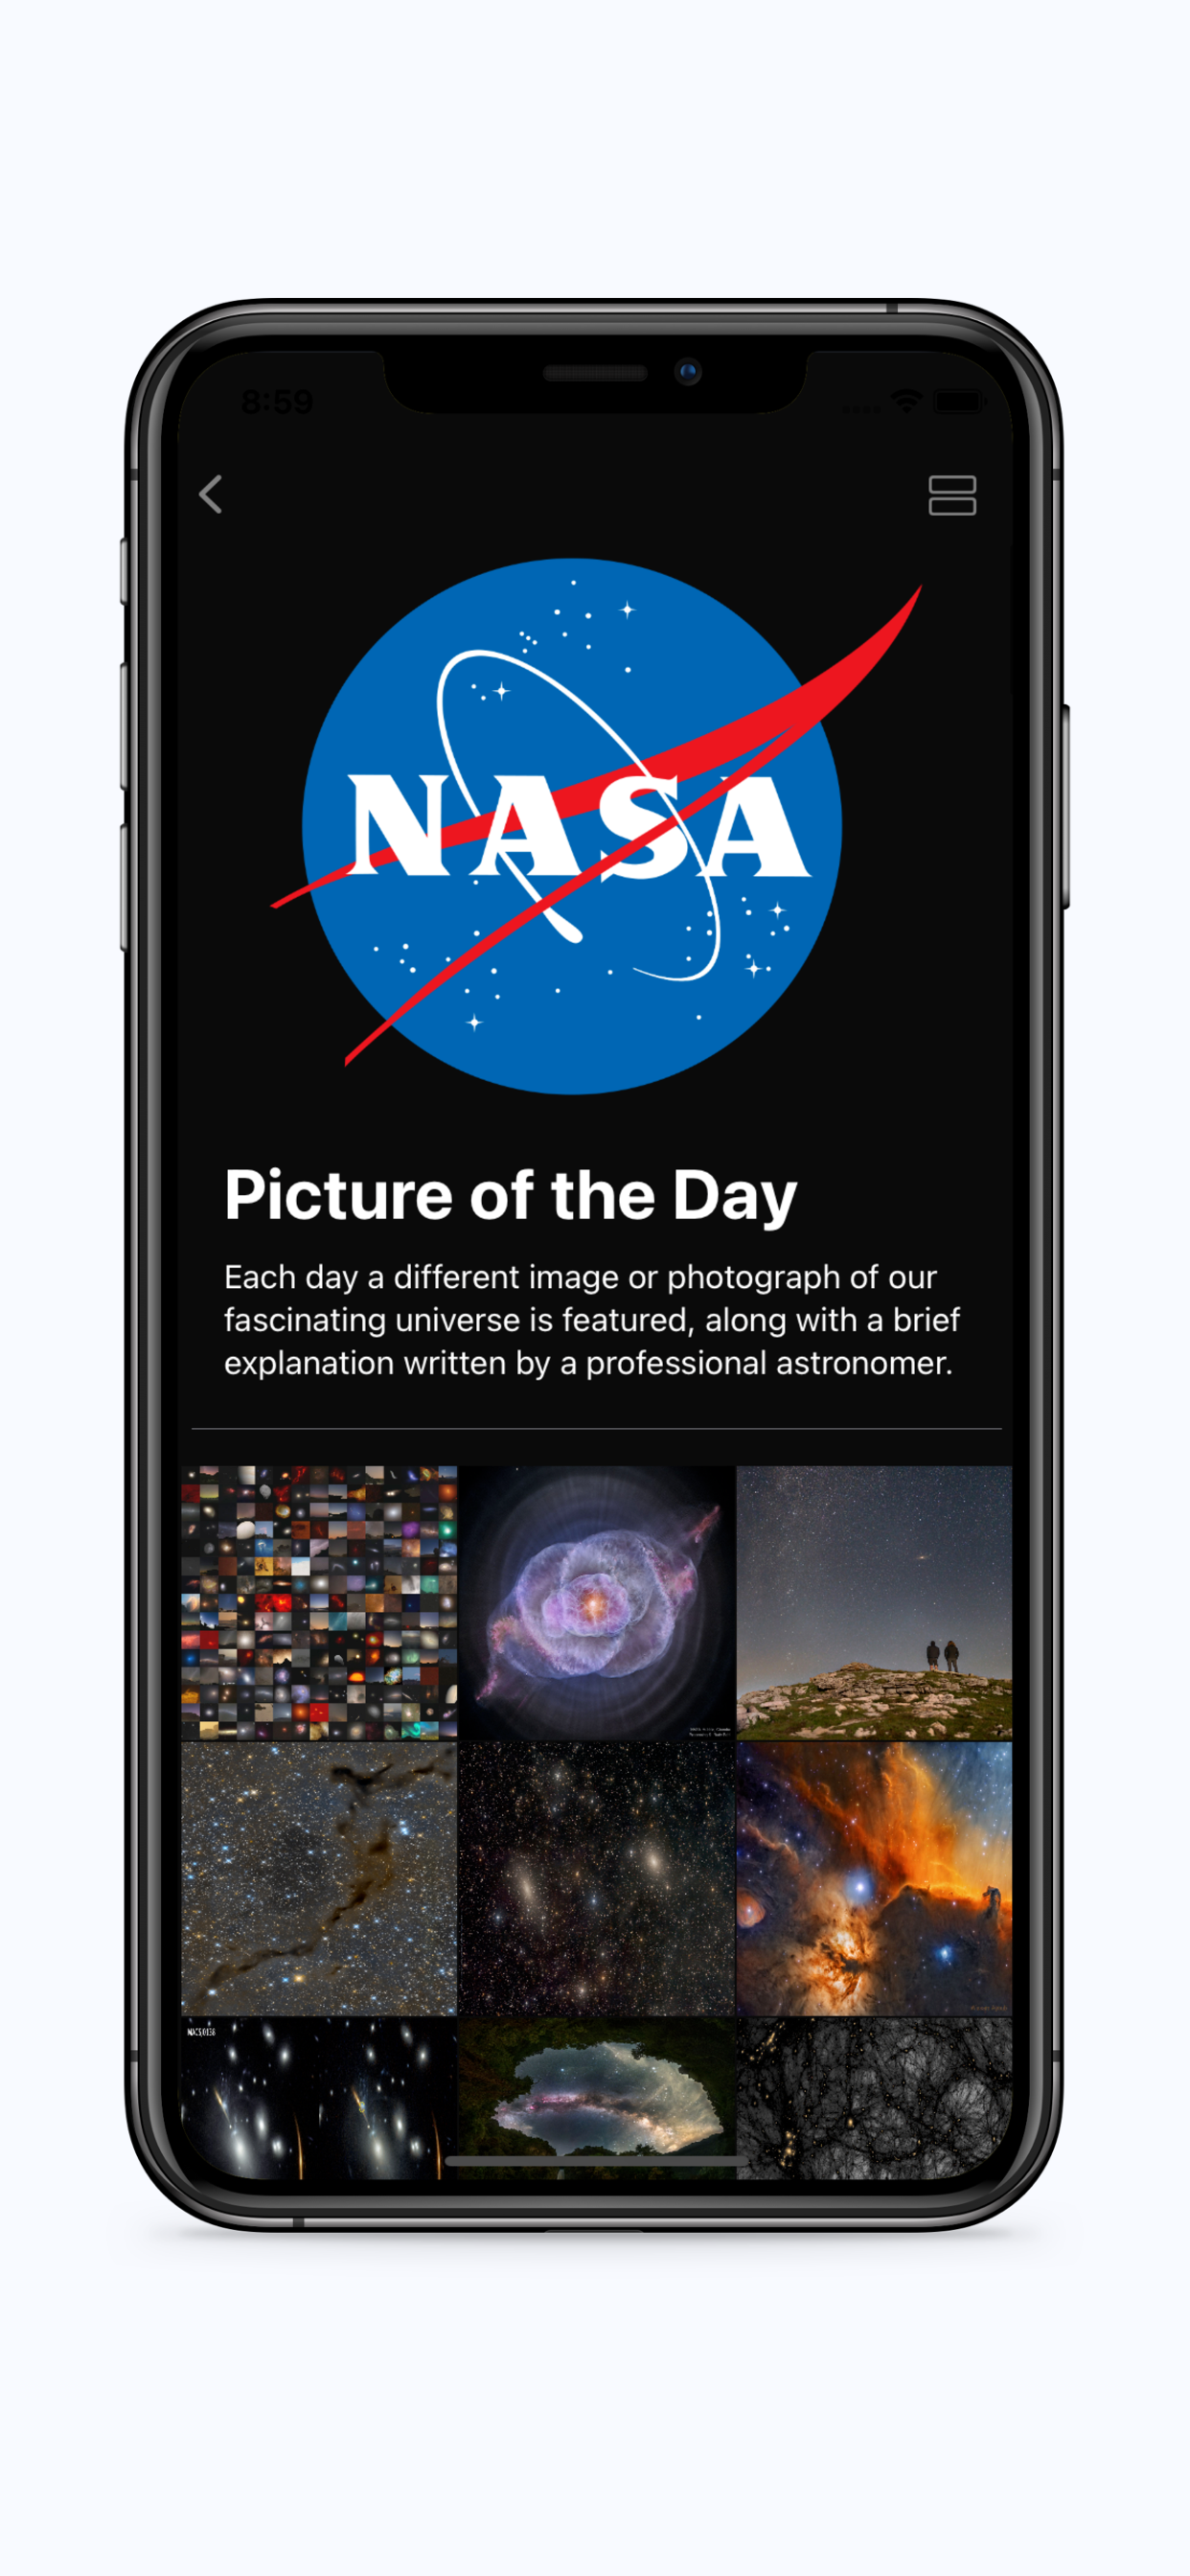 8:59
NASA
Picture of the Day
Each day a different image or photograph of our
fascinating universe is featured, along with a brief
explanation written by a professional astronomer.